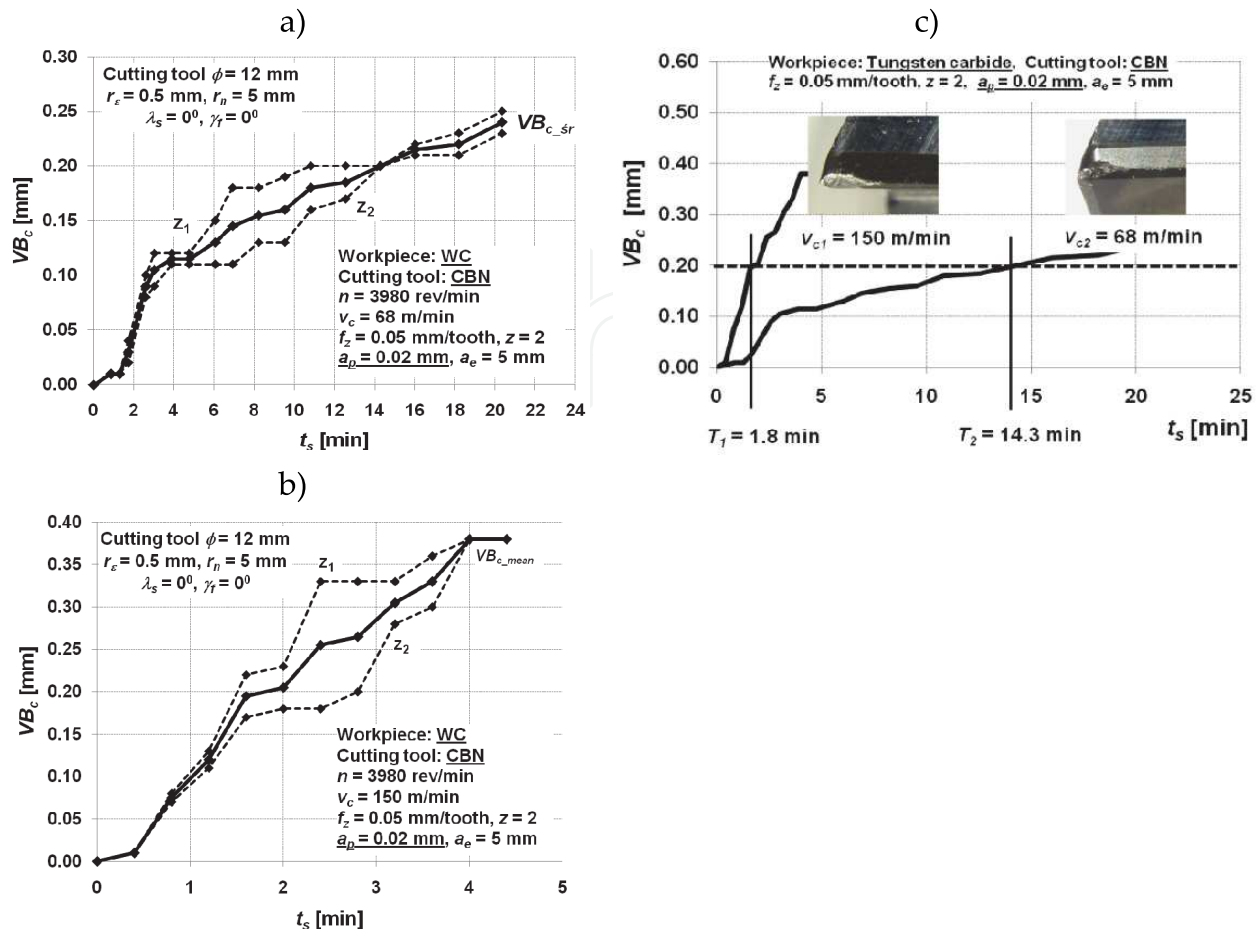 a)
0.30
0.25
0.20
0.15
0.10
0.05
0.00
VBc [mm]
Cutting tool ϕ = 12 mm
rε = 0.5 mm, rn = 5 mm
λs = 0⁰, γf = 0⁰
VBc_śr
z1
z2
Workpiece: WC
Cutting tool: CBN
n = 3980 rev/min
vc = 68 m/min
fz = 0.05 mm/tooth, z = 2
ap = 0.02 mm, ae = 5 mm
0 2 4 6 8 10 12 14 16 18 20 22 24
ts [min]
b)
0.40
0.35
0.30
0.25
0.20
0.15
0.10
0.05
0.00
VBc [mm]
Cutting tool ϕ = 12 mm
rε = 0.5 mm, rn = 5 mm
λs = 0⁰, γf = 0⁰
z1
VBc_mean
z2
Workpiece: WC
Cutting tool: CBN
n = 3980 rev/min
vc = 150 m/min
fz = 0.05 mm/tooth, z = 2
ap = 0.02 mm, ae = 5 mm
0 1 2 3 4 5
ts [min]
c)
0.60
0.50
0.40
0.30
0.20
0.10
0.00
VBc [mm]
Workpiece: Tungsten carbide, Cutting tool: CBN
fz = 0.05 mm/tooth, z = 2, ap = 0.02 mm, ae = 5 mm
vc1 = 150 m/min
vc2 = 68 m/min
0 5 10 15 20 25
T1 = 1.8 min
T2 = 14.3 min
ts [min]